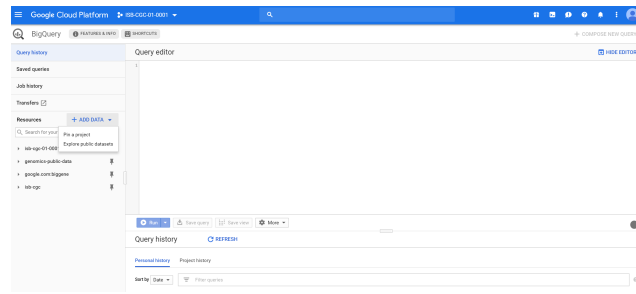 Google Cloud Platform ISB-CGC-01-0001
BigQuery FEATURES & INFO SHORTCUTS + COMPOSE NEW QUERY
Query history
Query editor HIDE EDITOR
Saved queries
Job history
Transfers
Resources + ADD DATA
Search for your
Pin a project
Explore public datasets
isb-cgc-01-000
genomics-public-data
google.com:biggene
isb-cgc
1
Run Save query Save view More
Query history REFRESH
Personal history Project history
Sort by Date Filter queries